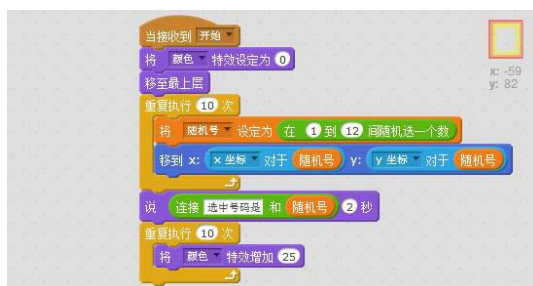 当接收到 开始
将 颜色 特效设定为 0
x: -59
y: 82
移至最上层
重复执行 10 次
将 随机号 设定为 在 1 到 12 间随机选一个数
移到 x: x 坐标 对于 随机号 y: y 坐标 对于 随机号
说 连接 选中号码是 和 随机号 2 秒
重复执行 10 次
将 颜色 特效增加 25